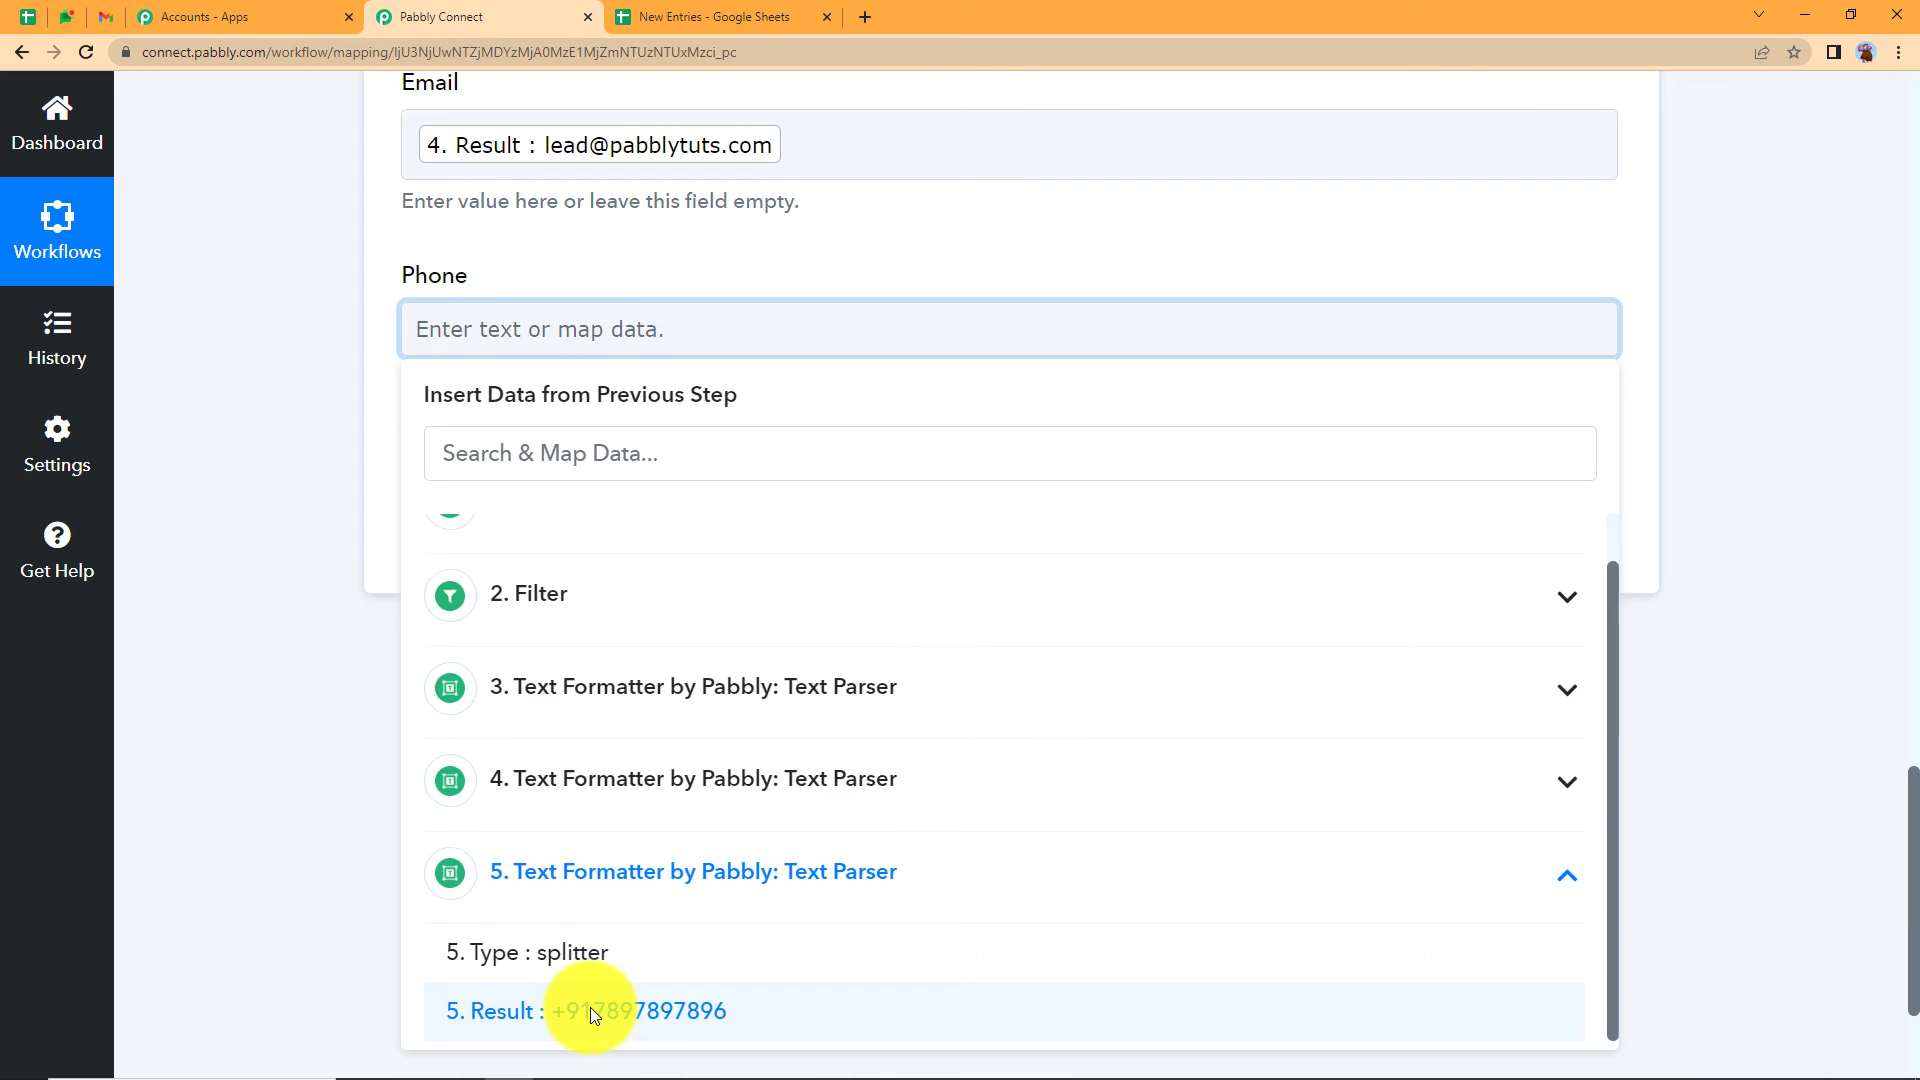 Accounts - Apps
Pabbly Connect
New Entries - Google Sheets
connect.pabbly.com/workflow/mapping/IjU3NjUwNTZjMDYzMjA0MzE1MjZmNTUzNTUxMzci_pc
Dashboard
Workflows
History
Settings
Get Help
Email
4. Result : lead@pabblytuts.com
Enter value here or leave this field empty.
Phone
Enter text or map data.
Insert Data from Previous Step
Search & Map Data...
2. Filter
3. Text Formatter by Pabbly: Text Parser
4. Text Formatter by Pabbly: Text Parser
5. Text Formatter by Pabbly: Text Parser
5. Type : splitter
5. Result : +917897897896